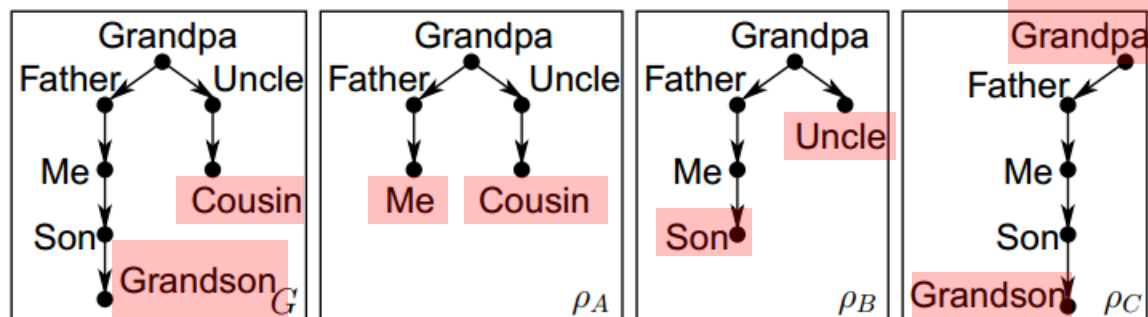 Grandpa
Father Uncle
Me
Cousin
Son
Grandson
G
Grandpa
Father Uncle
Me Cousin
ρA
Grandpa
Father
Uncle
Me
Son
ρB
Grandpa
Father
Me
Son
Grandson
ρC